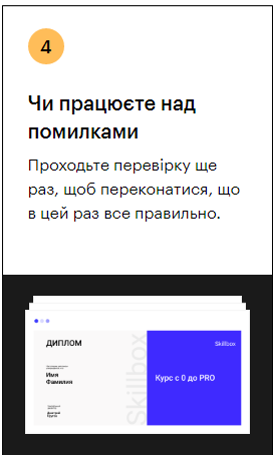 4
Чи працюєте над
помилками
Проходьте перевірку ще
раз, щоб переконатися, що
в цей раз все правильно.
ДИПЛОМ
Имя
Фамилия
Skillbox
Skillbox
Курс с 0 до PRO